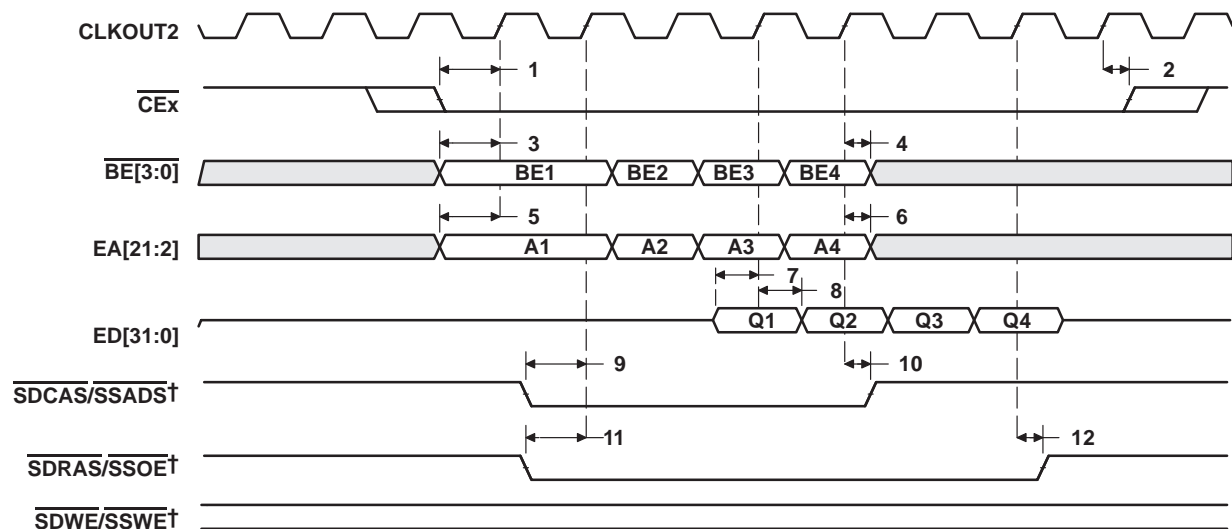 CLKOUT2
1
2
CEx
3
4
BE[3:0]
BE1 BE2 BE3 BE4
5
6
EA[21:2]
A1 A2 A3 A4
7
8
ED[31:0]
Q1 Q2 Q3 Q4
9
10
SDCAS/SSADS†
11
12
SDRAS/SSOE†
SDWE/SSWE†